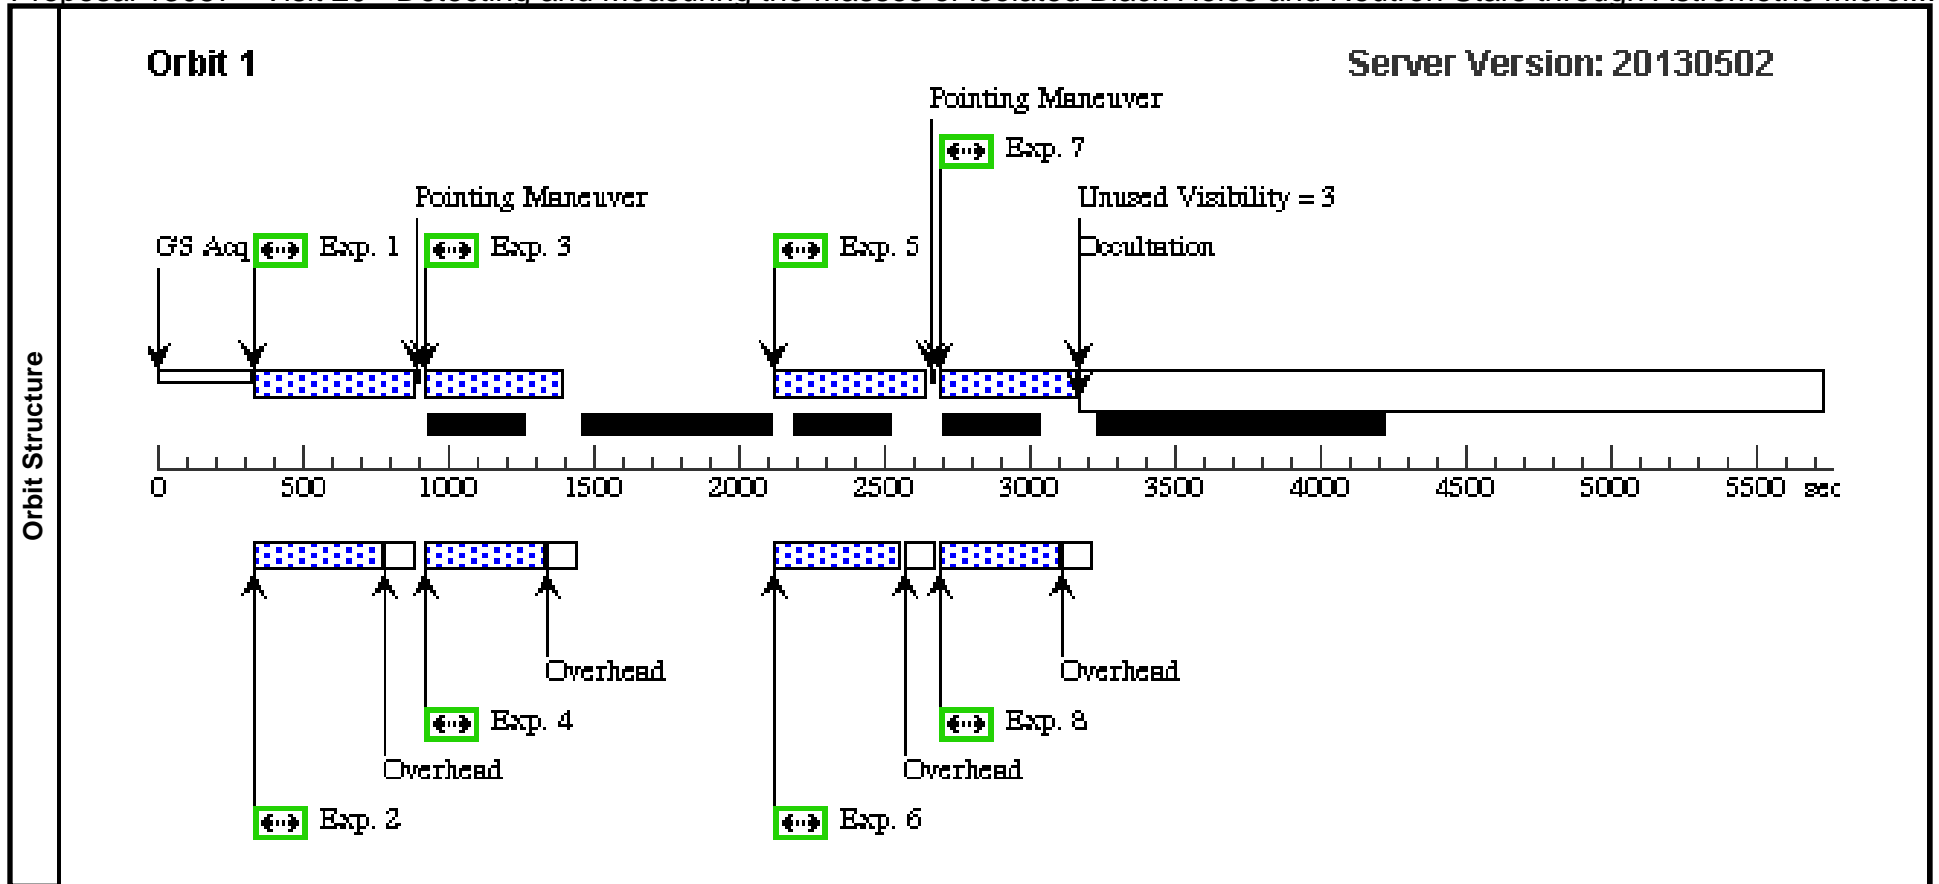 Orbit 1
Server Version: 20130502
Pointing Maneuver
Exp. 7
Pointing Maneuver
Unused Visibility = 3
GS Acq
Exp. 1
Exp. 3
Exp. 5
Occultation
Orbit Structure
0 500 1000 1500 2000 2500 3000 3500 4000 4500 5000 5500 sec
Overhead
Overhead
Exp. 4
Exp. 8
Overhead
Overhead
Exp. 2
Exp. 6